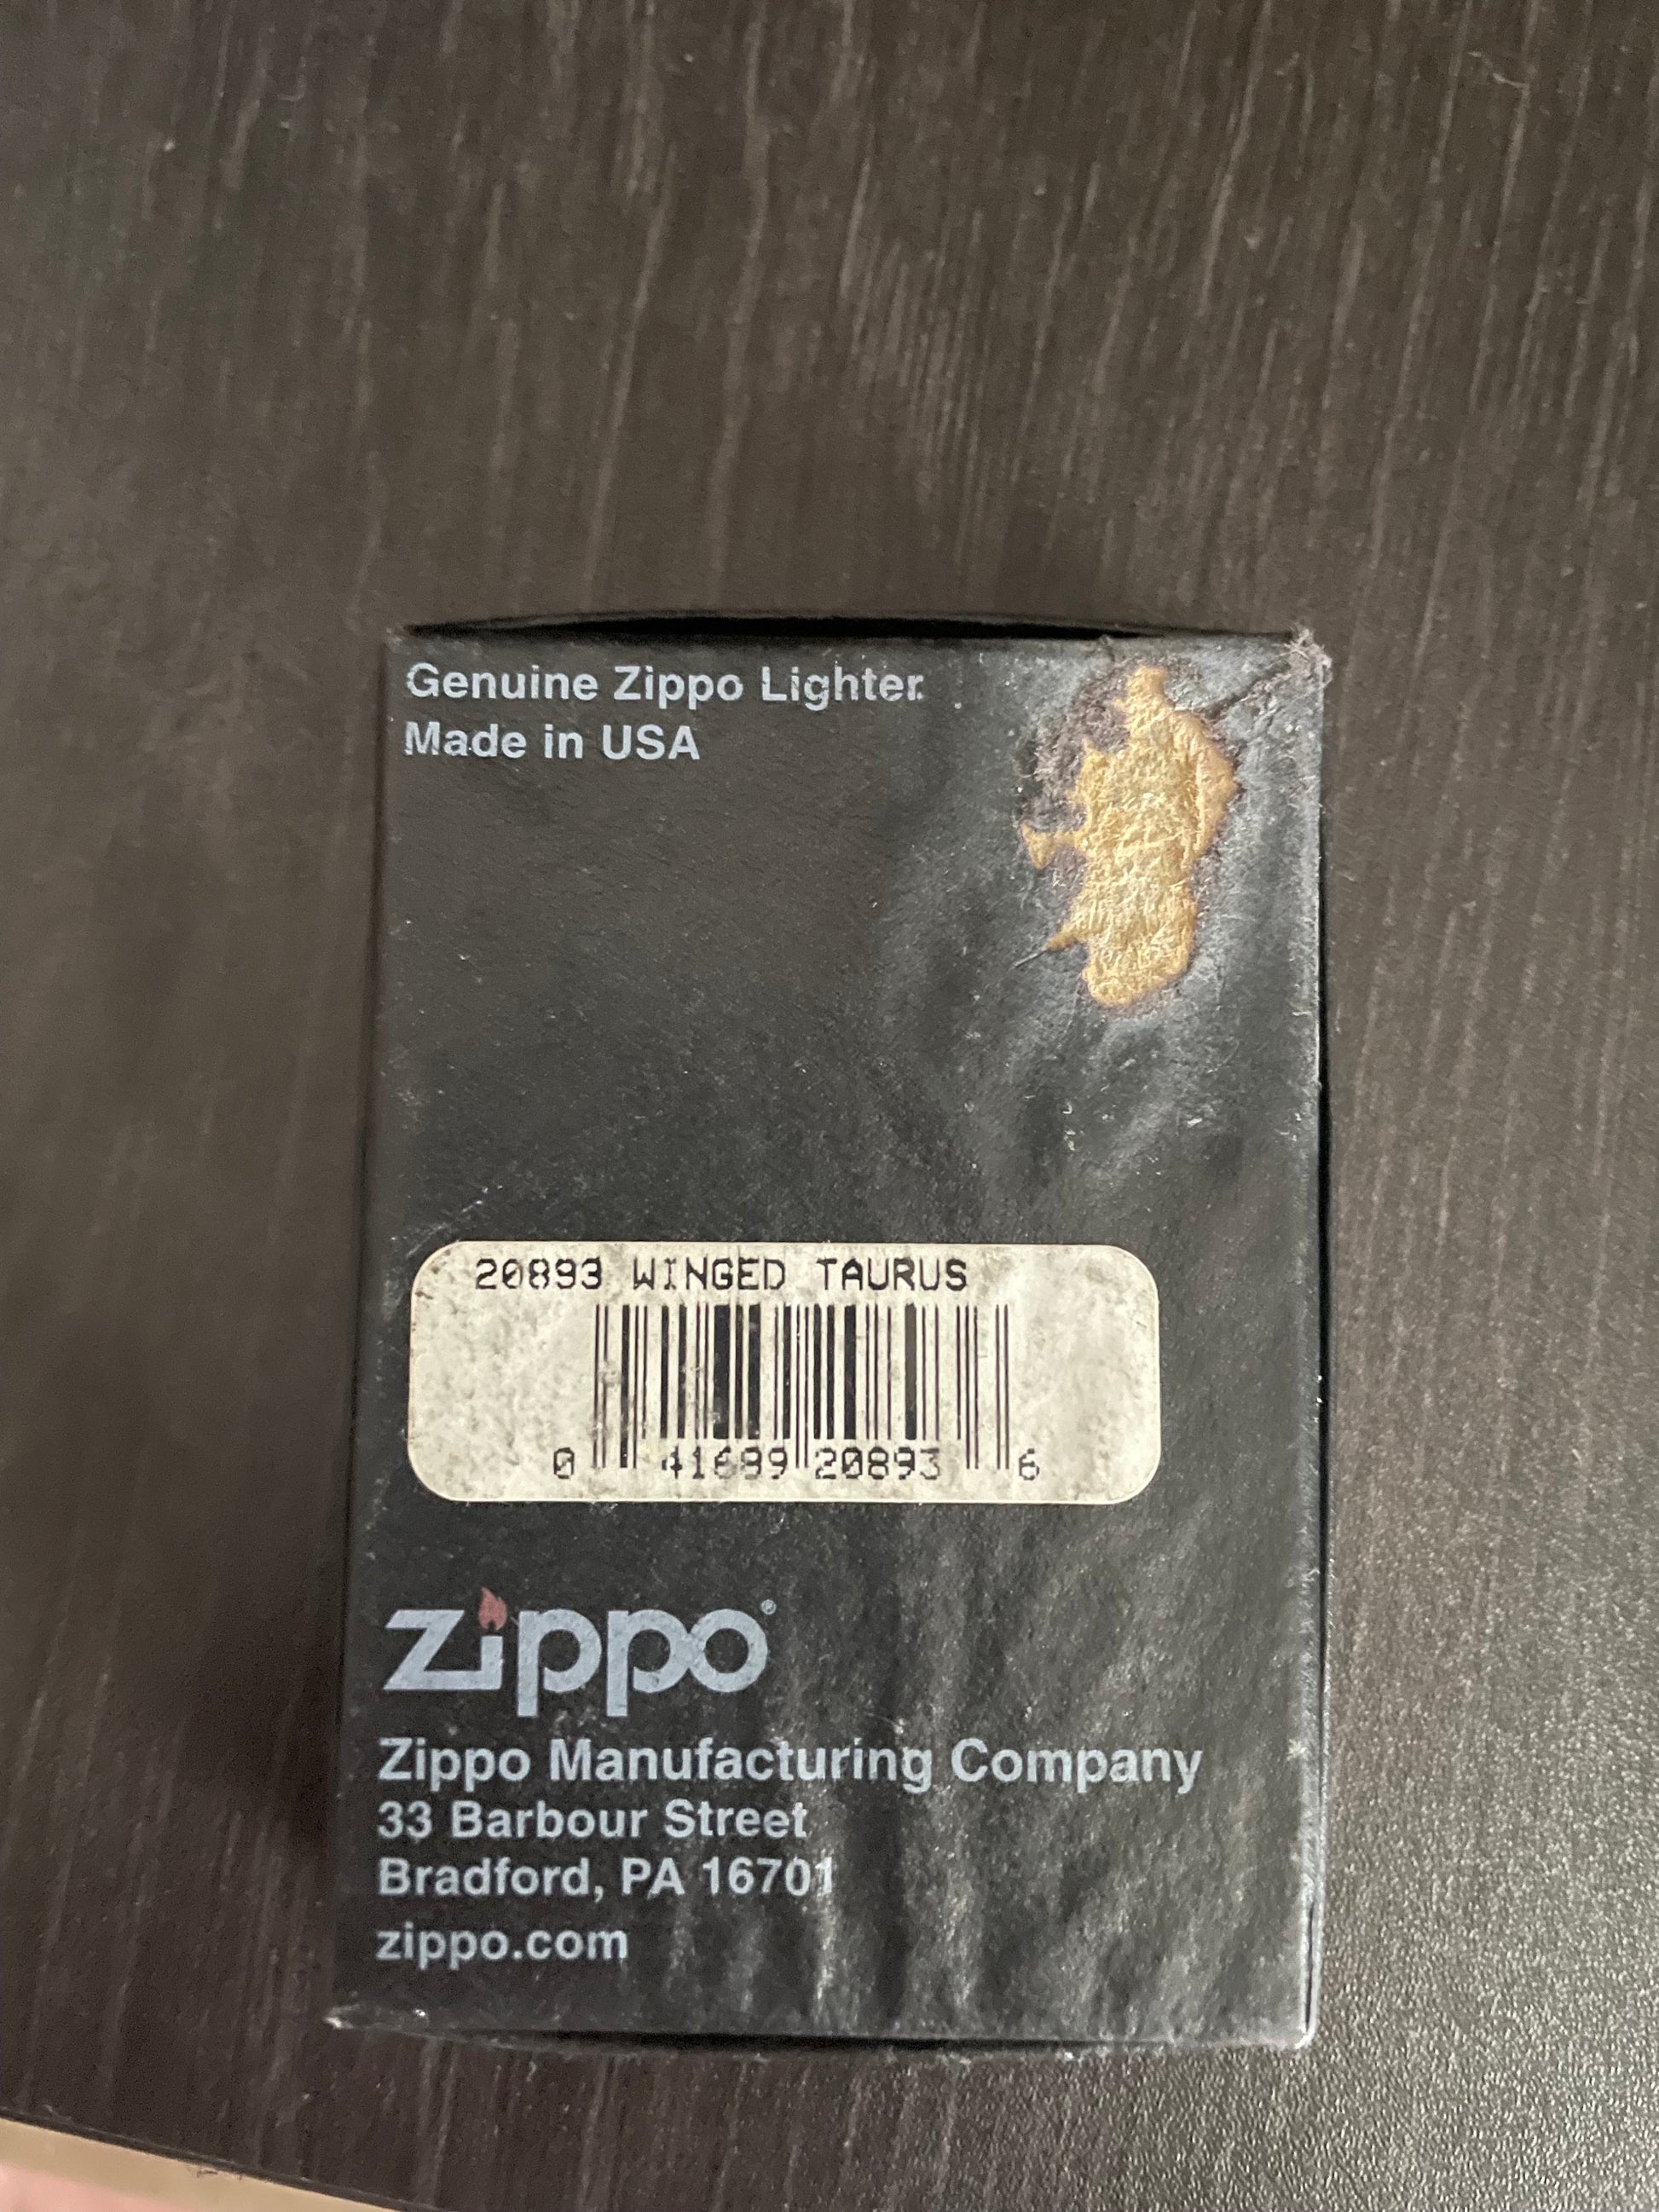 Genuine Zippo Lighter.
Made in USA
20893 WINGED TAURUS
0 41689 20893 6
zippo®
Zippo Manufacturing Company
33 Barbour Street
Bradford, PA 16701
zippo.com